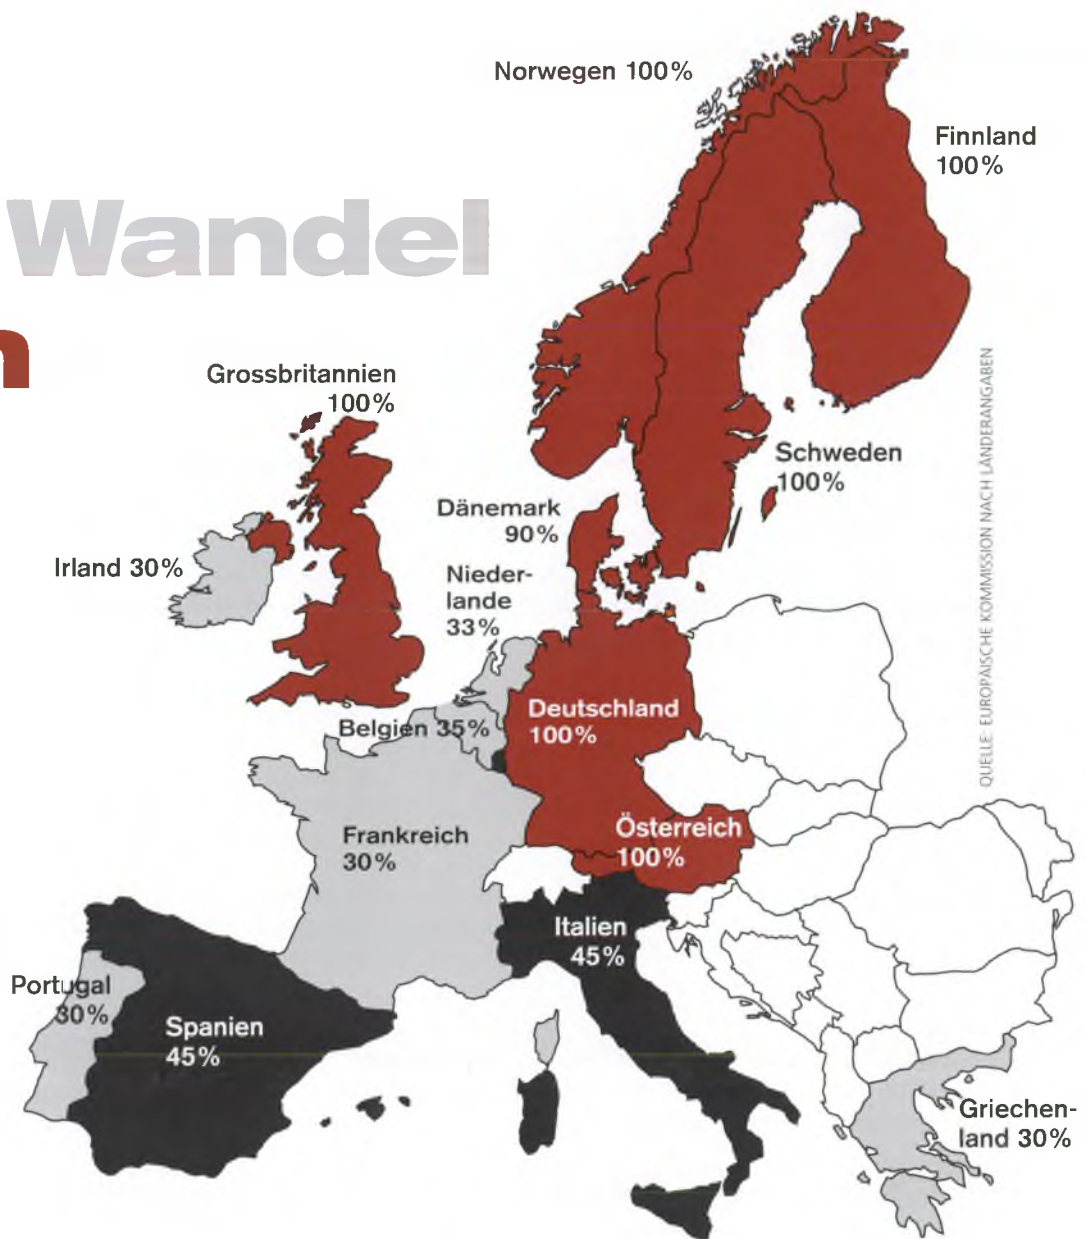 Norwegen 100%
Finnland
100%
Wandel
n
Grossbritannien
100%
Schweden
100%
Dänemark
90%
Irland 30%
Nieder-
lande
33%
Belgien 35%
Deutschland
100%
Frankreich
30%
Österreich
100%
Italien
45%
Portugal
30%
Spanien
45%
Griechen-
land 30%
QUELLE: EUROPÄISCHE KOMMISSION NACH LÄNDERANGABEN